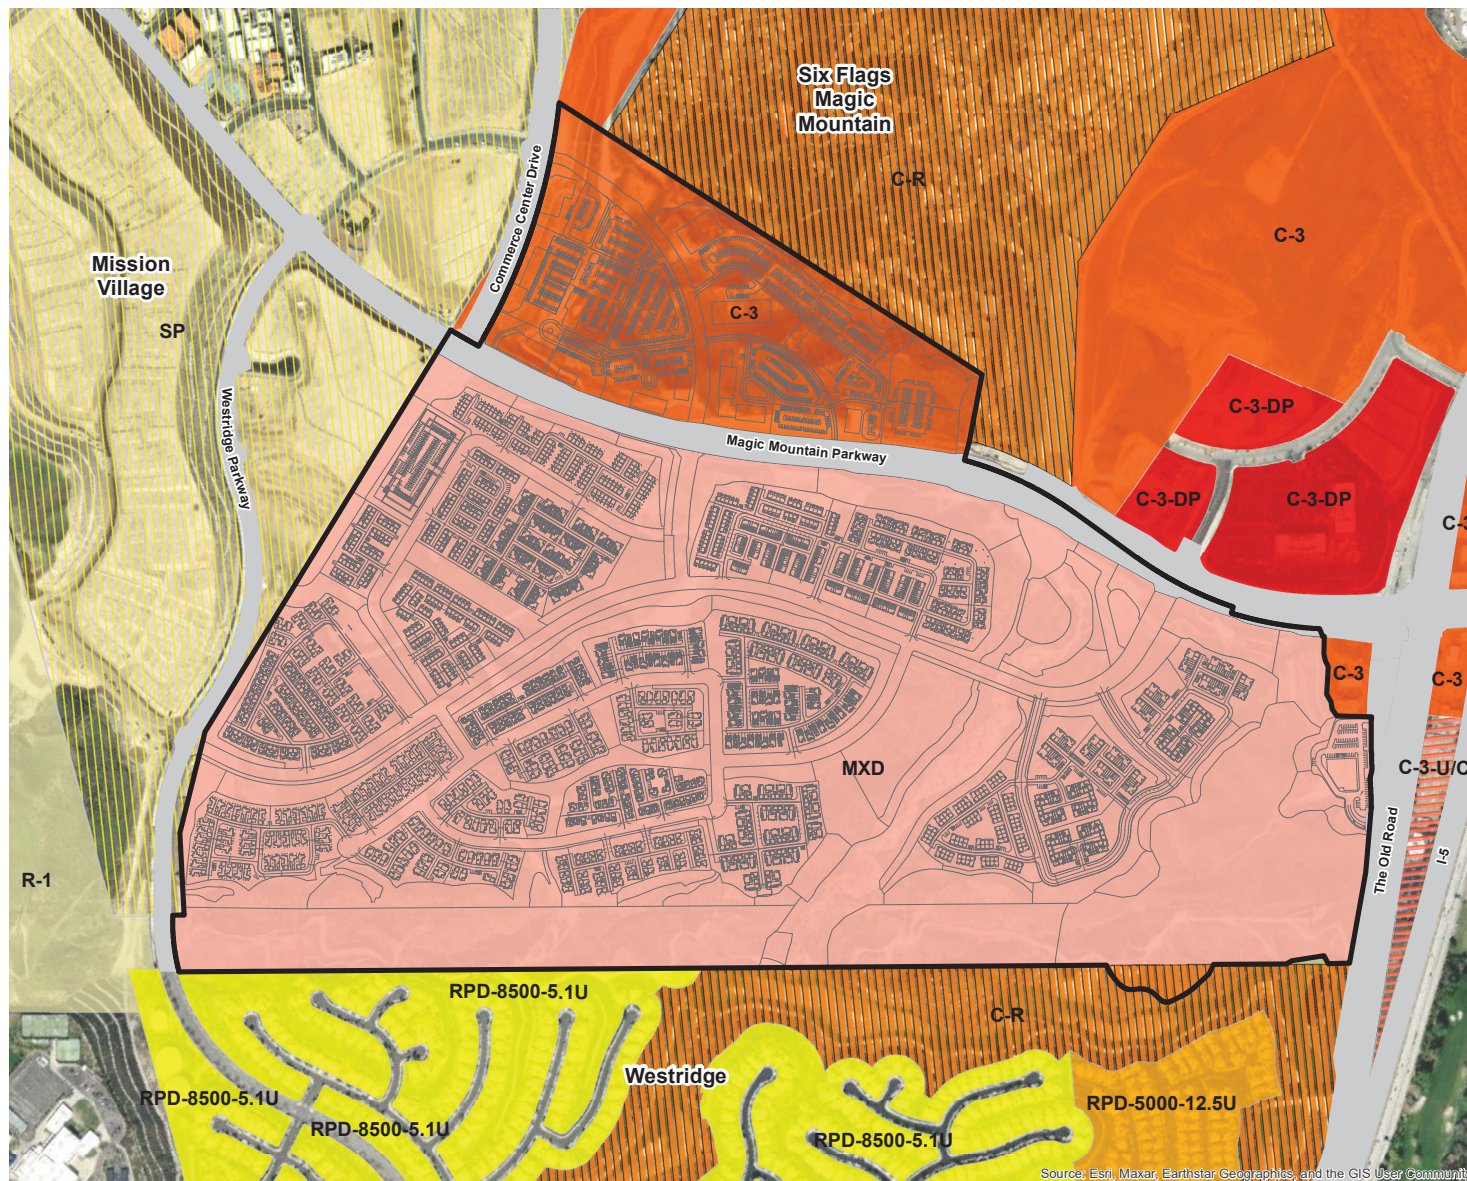 Six Flags
Magic
Mountain
C-R
Commerce Center Drive
C-3
Mission
Village
SP
C-3
Westridge Parkway
C-3-DP
Magic Mountain Parkway
C-3-DP
C-3-DP
C-3
C-3
C-3
MXD
C-3-U/C
The Old Road
I-5
R-1
RPD-8500-5.1U
C-R
Westridge
RPD-8500-5.1U
RPD-5000-12.5U
RPD-8500-5.1U
RPD-8500-5.1U
Source: Esri, Maxar, Earthstar Geographics, and the GIS User Communit